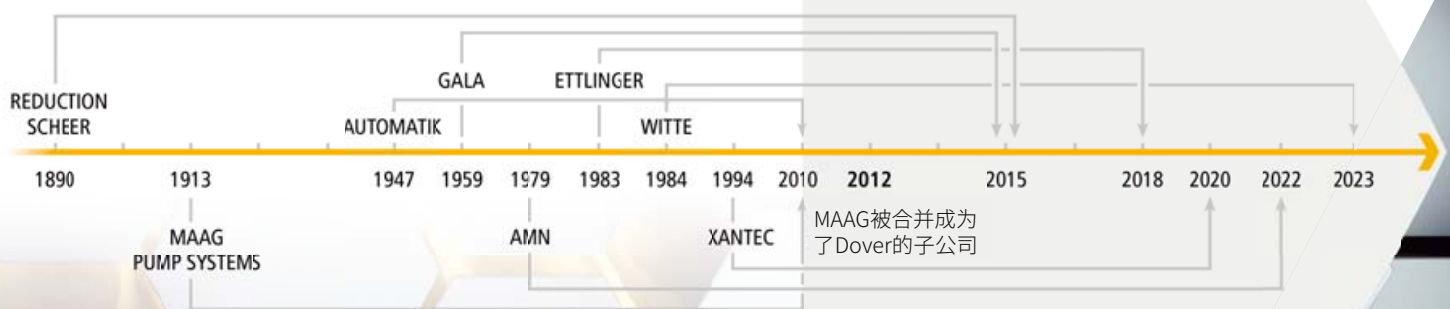 GALA
ETTLINGER
REDUCTION
SCHEER
AUTOMATIK
WITTE
1890
1913
1947
1959
1979
1983
1984
1994
2010
2012
2015
2018
2020
2022
2023
MAAG
PUMP SYSTEMS
AMN
XANTEC
MAAG被合并成为
了Dover的子公司